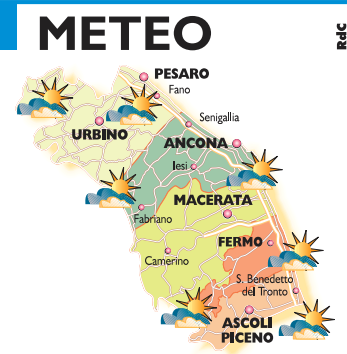 METEO
RdC
PESARO
Fano
Senigallia
URBINO
ANCONA
Iesi
MACERATA
Fabriano
FERMO
Camerino
S. Benedetto
del Tronto
ASCOLI
PICENO